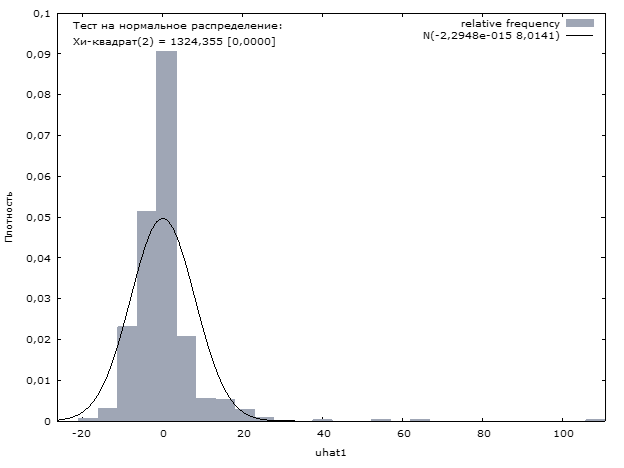 Тест на нормальное распределение:
Хи-квадрат(2) = 1324,355 [0,0000]
relative frequency
N(-2,2948e-015 8,0141)
0,1
0,09
0,08
0,07
0,06
0,05
0,04
0,03
0,02
0,01
0
Плотность
-20 0 20 40 60 80 100
uhat1